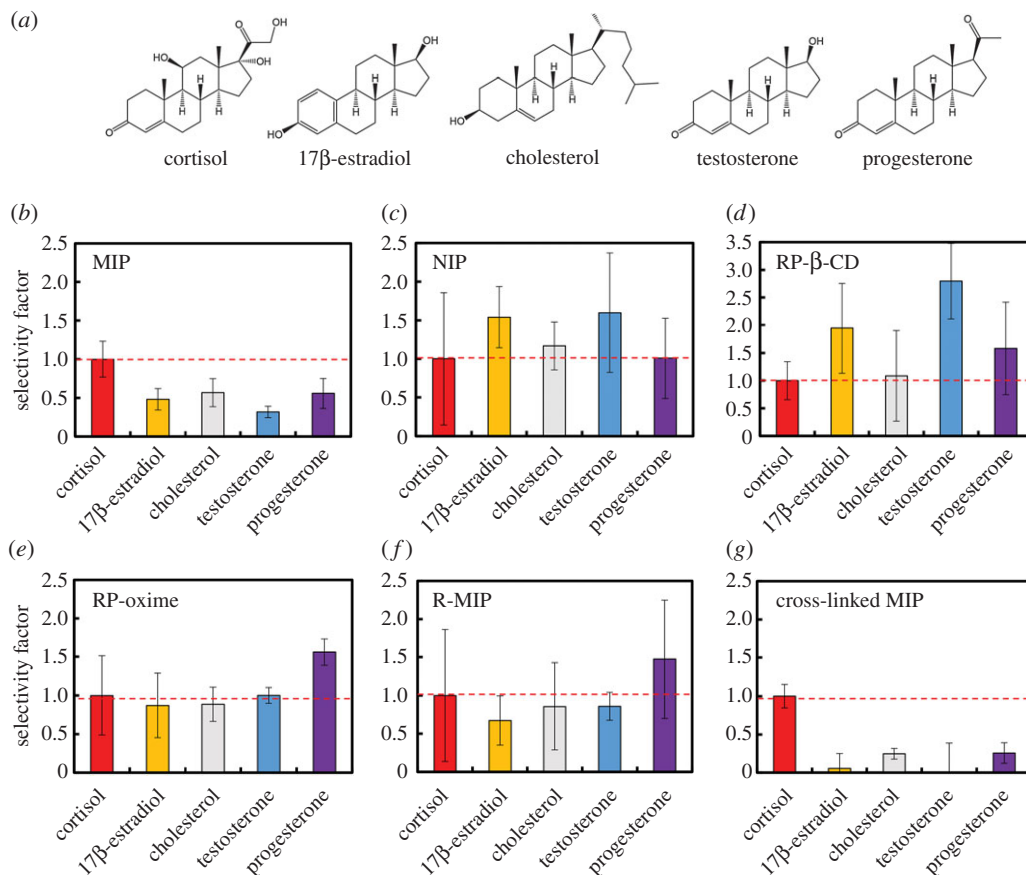 (a)
OH
O
OH
HO
OH
H
H
H
O
cortisol
OH
H
H
H
HO
17β-estradiol
H
H
H
HO
cholesterol
OH
H
H
H
O
testosterone
O
H
H
H
O
progesterone
(b)
MIP
selectivity factor
2.5
2.0
1.5
1.0
0.5
0
cortisol
17β-estradiol
cholesterol
testosterone
progesterone
(c)
NIP
2.5
2.0
1.5
1.0
0.5
0
cortisol
17β-estradiol
cholesterol
testosterone
progesterone
(d)
RP-β-CD
3.5
3.0
2.5
2.0
1.5
1.0
0.5
0
cortisol
17β-estradiol
cholesterol
testosterone
progesterone
(e)
RP-oxime
selectivity factor
2.5
2.0
1.5
1.0
0.5
0
cortisol
17β-estradiol
cholesterol
testosterone
progesterone
(f)
R-MIP
2.5
2.0
1.5
1.0
0.5
0
cortisol
17β-estradiol
cholesterol
testosterone
progesterone
(g)
cross-linked MIP
2.5
2.0
1.5
1.0
0.5
0
cortisol
17β-estradiol
cholesterol
testosterone
progesterone